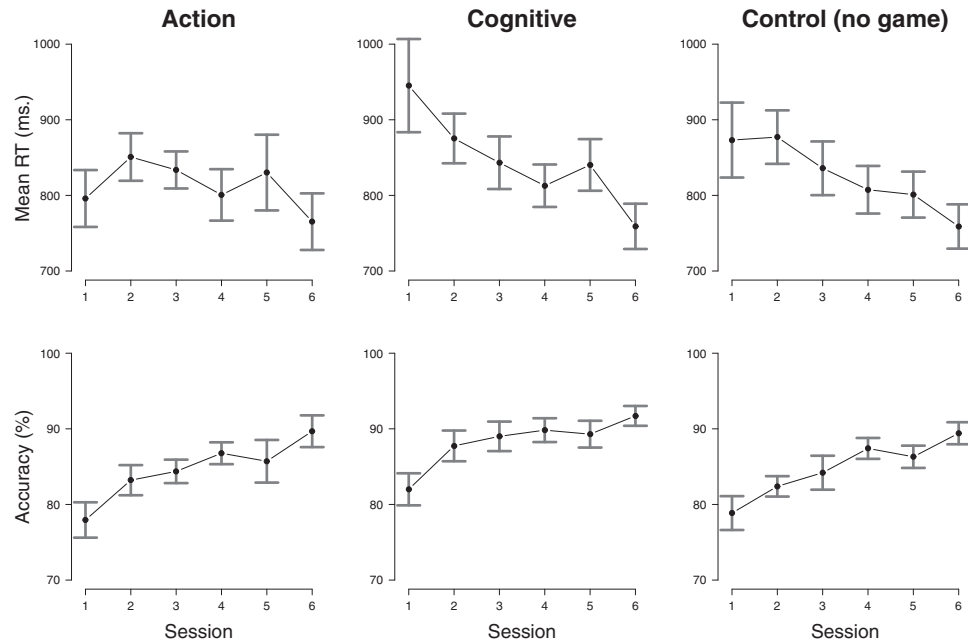 Action Cognitive Control (no game)
Mean RT (ms.)
1000 1000 1000
900 900 900
800 800 800
700 700 700
1 2 3 4 5 6 1 2 3 4 5 6 1 2 3 4 5 6
Accuracy (%)
100 100 100
90 90 90
80 80 80
70 70 70
1 2 3 4 5 6 1 2 3 4 5 6 1 2 3 4 5 6
Session Session Session